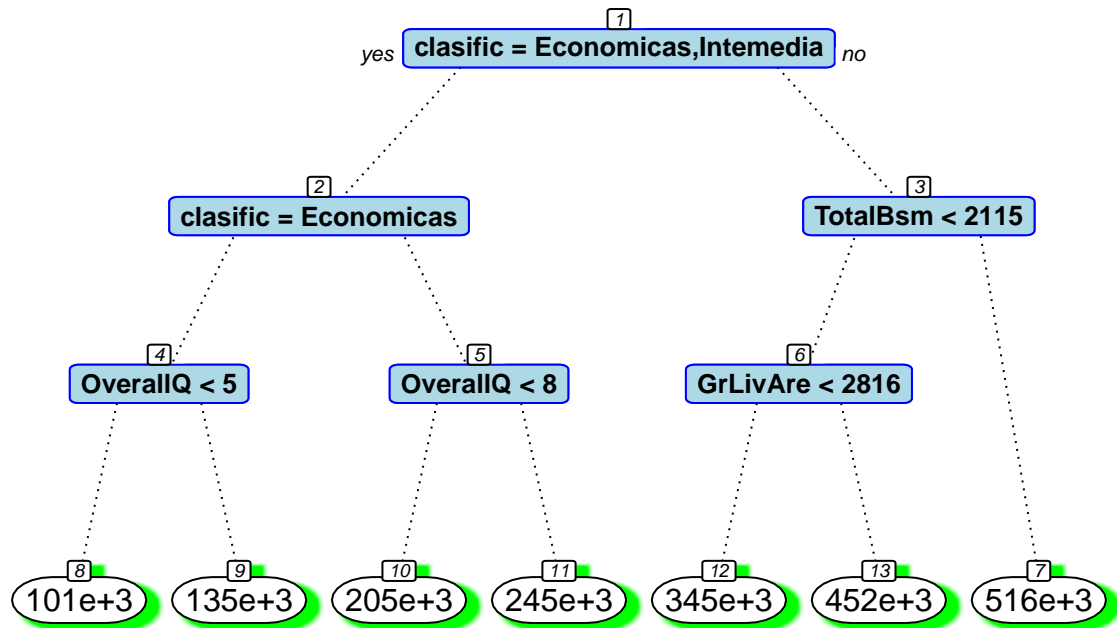 1
yes clasific = Economicas,Intemedia no
2 3
clasific = Economicas TotalBsm < 2115
4 5 6
OverallQ < 5 OverallQ < 8 GrLivAre < 2816
8 9 10 11 12 13 7
101e+3 135e+3 205e+3 245e+3 345e+3 452e+3 516e+3